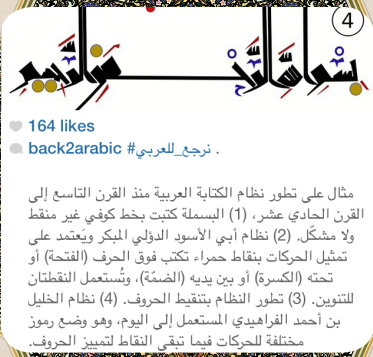 4
بسم الله الرحمن الرحيم
164 likes
back2arabic #نرجع_للعربي .
مثال على تطور نظام الكتابة العربية منذ القرن التاسع إلى
القرن الحادي عشر، (1) البسملة كتبت بخط كوفي غير منقط
ولا مشكّل. (2) نظام أبي الأسود الدؤلي المبكر ويَعتمد على
تمثيل الحركات بنقاط حمراء تكتب فوق الحرف (الفتحة) أو
تحته (الكسرة) أو بين يديه (الضمّة)، وتُستعمل النقطتان
للتنوين. (3) تطور النظام بتنقيط الحروف. (4) نظام الخليل
بن أحمد الفراهيدي المستعمل إلى اليوم، وهو وضع رموز
مختلفة للحركات فيما تبقى النقاط لتمييز الحروف.